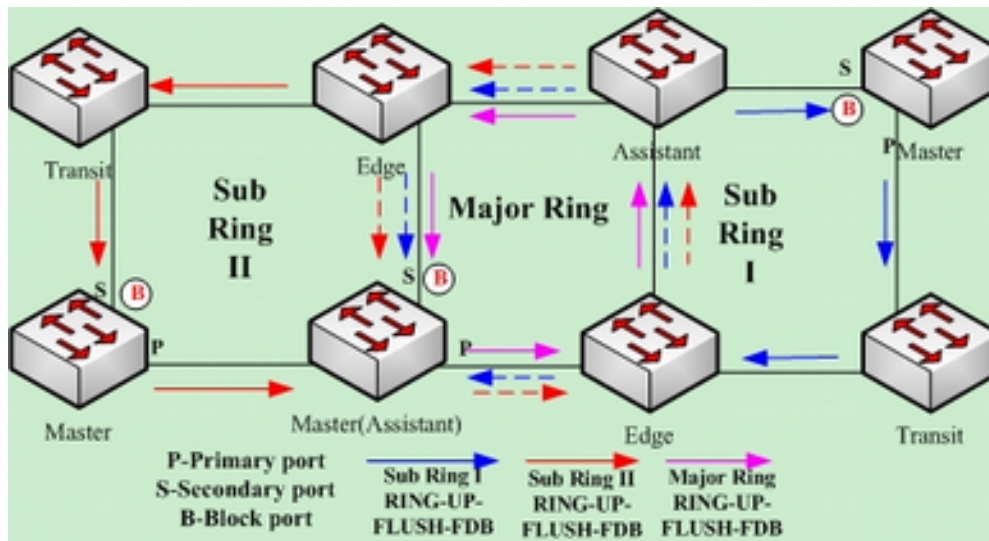 S
B
Transit
Edge
Assistant
P
Master
Sub
Ring
II
Major Ring
Sub
Ring
I
S
B
S
B
P
P
Master
Master(Assistant)
Edge
Transit
P-Primary port
S-Secondary port
B-Block port
Sub Ring I
RING-UP-
FLUSH-FDB
Sub Ring II
RING-UP-
FLUSH-FDB
Major Ring
RING-UP-
FLUSH-FDB